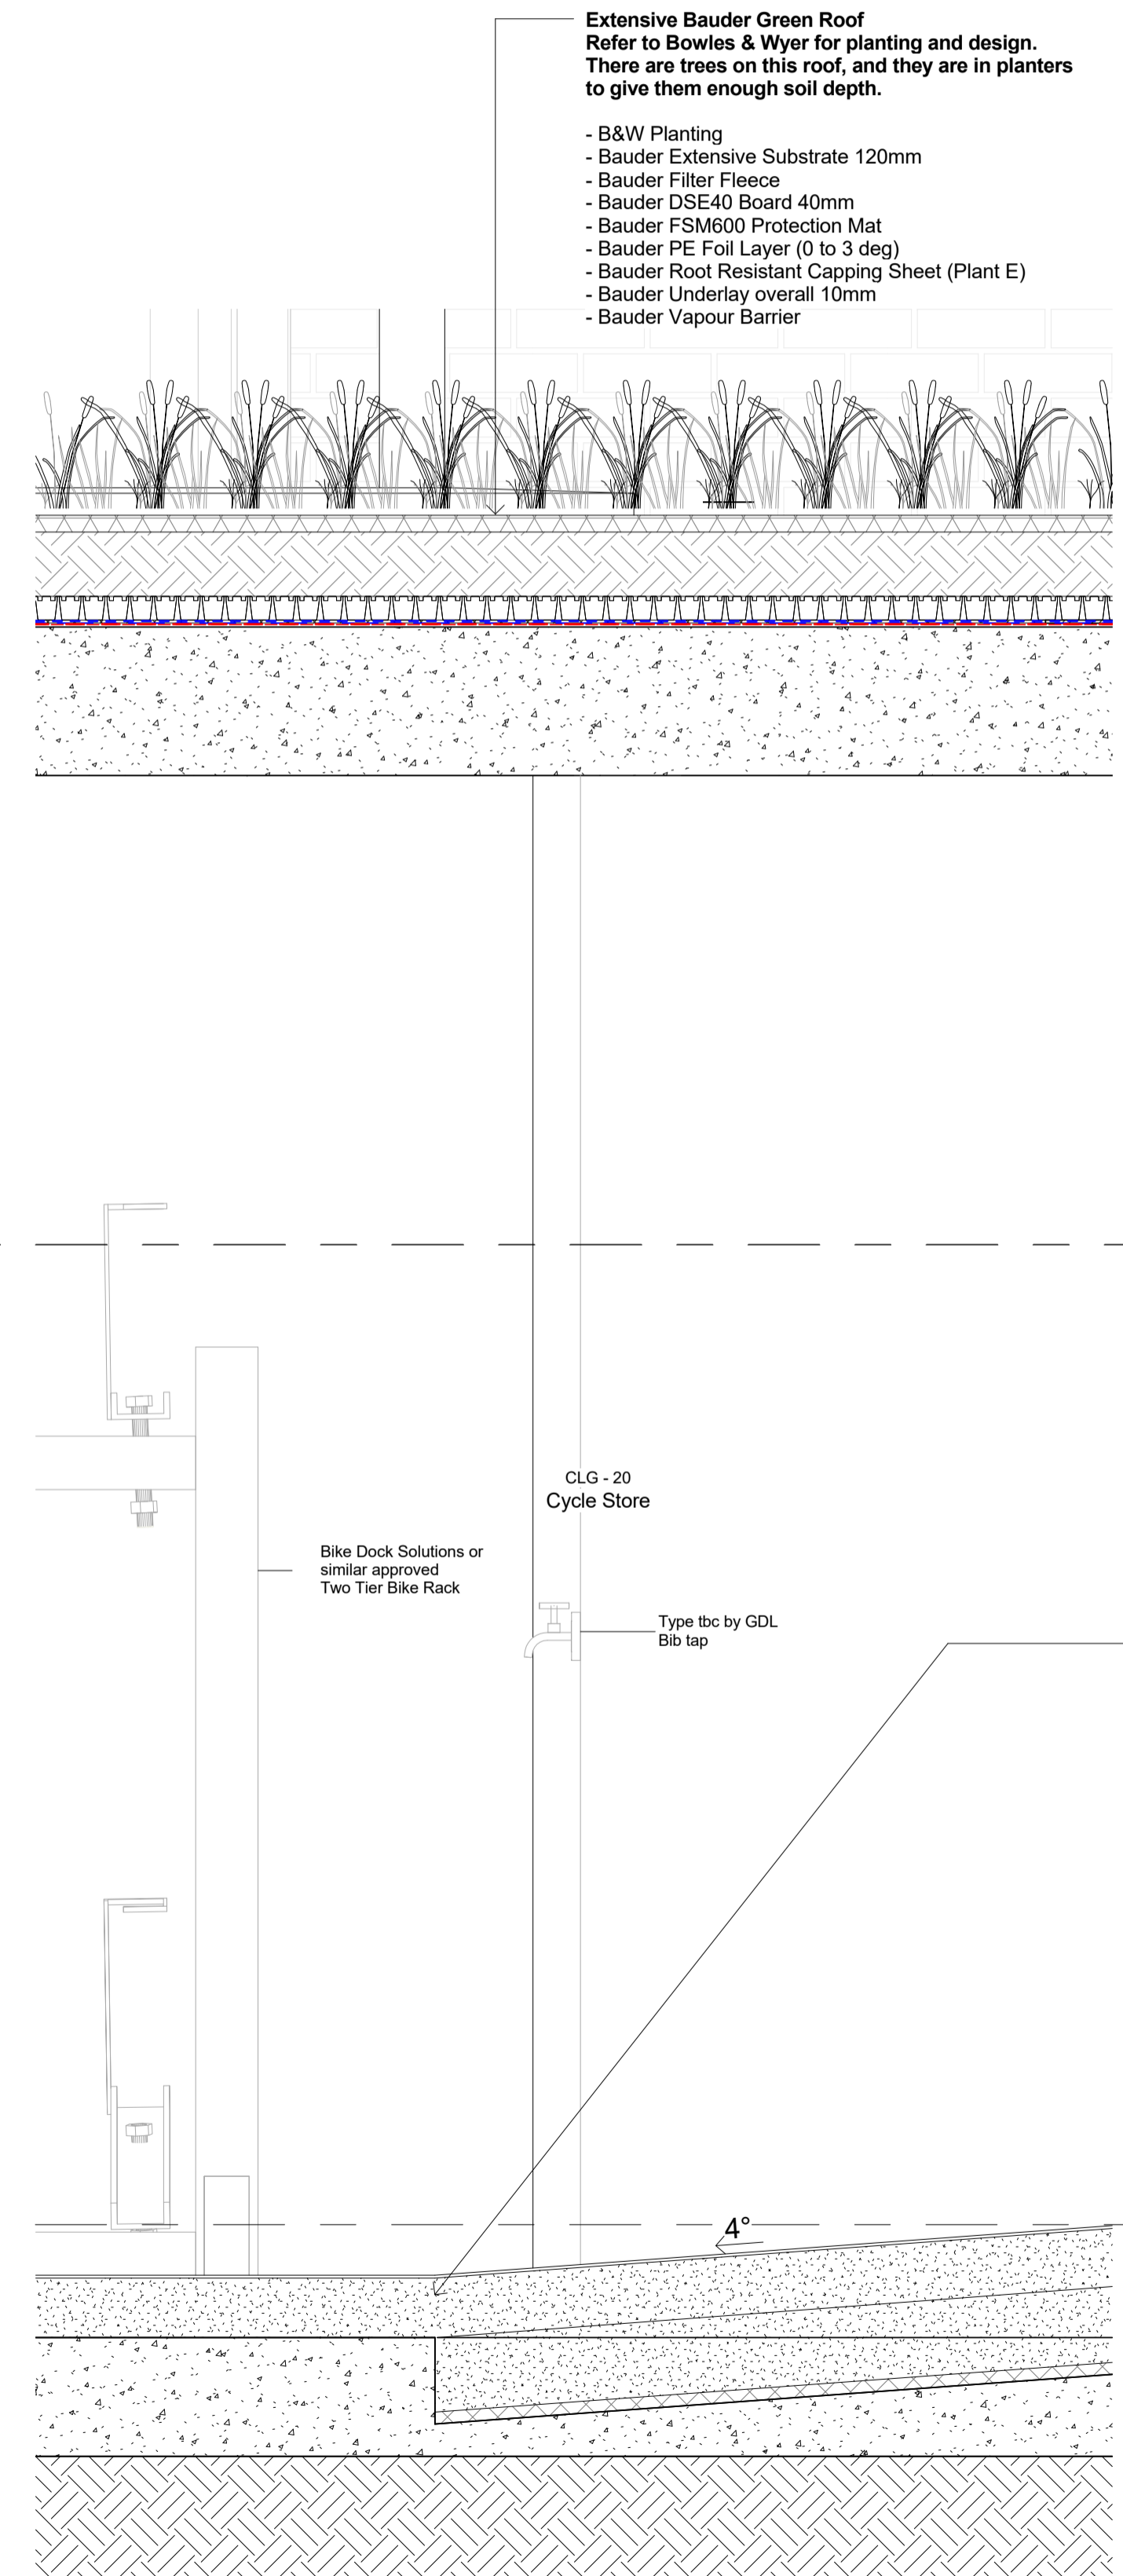 Extensive Bauder Green Roof
Refer to Bowles & Wyer for planting and design.
There are trees on this roof, and they are in planters
to give them enough soil depth.
- B&W Planting
- Bauder Extensive Substrate 120mm
- Bauder Filter Fleece
- Bauder DSE40 Board 40mm
- Bauder FSM600 Protection Mat
- Bauder PE Foil Layer (0 to 3 deg)
- Bauder Root Resistant Capping Sheet (Plant E)
- Bauder Underlay overall 10mm
- Bauder Vapour Barrier
CLG - 20
Cycle Store
Bike Dock Solutions or
similar approved
Two Tier Bike Rack
Type tbc by GDL
Bib tap
4°